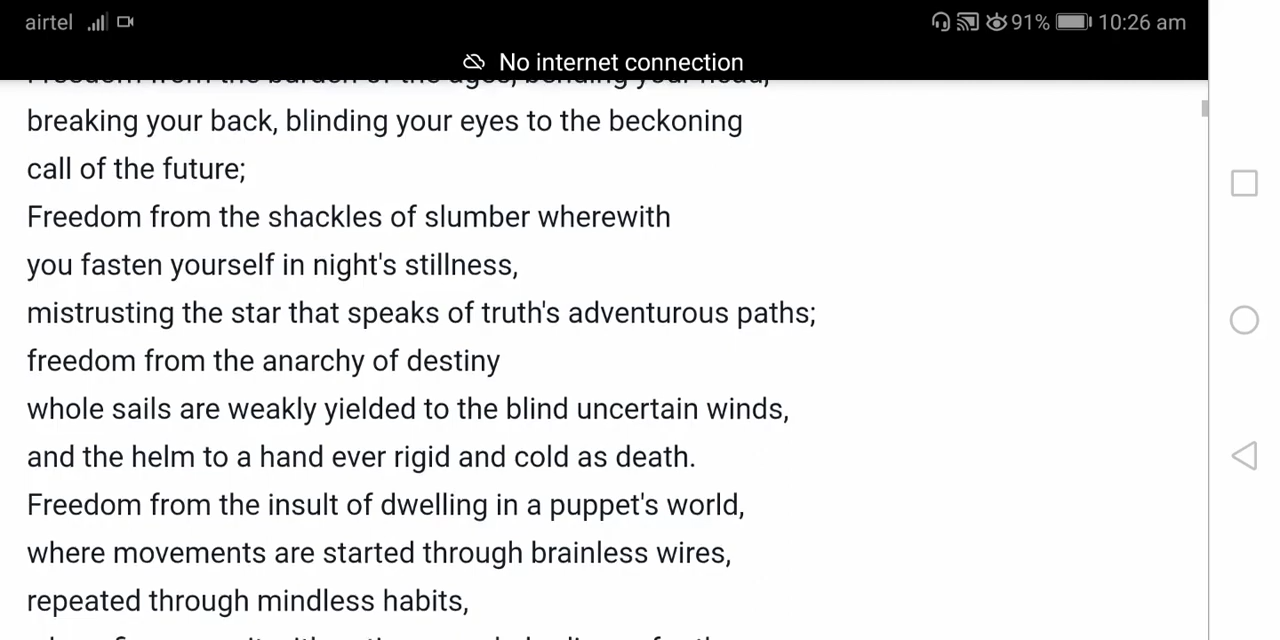 airtel 91% 10:26 am
No internet connection
breaking your back, blinding your eyes to the beckoning
call of the future;
Freedom from the shackles of slumber wherewith
you fasten yourself in night's stillness,
mistrusting the star that speaks of truth's adventurous paths;
freedom from the anarchy of destiny
whole sails are weakly yielded to the blind uncertain winds,
and the helm to a hand ever rigid and cold as death.
Freedom from the insult of dwelling in a puppet's world,
where movements are started through brainless wires,
repeated through mindless habits,